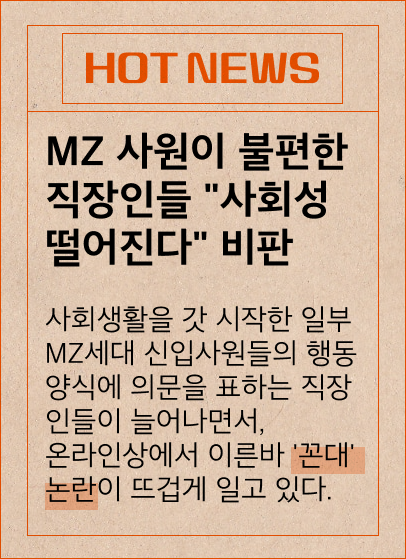 HOT NEWS
MZ 사원이 불편한
직장인들 "사회성
떨어진다" 비판
사회생활을 갓 시작한 일부
MZ세대 신입사원들의 행동
양식에 의문을 표하는 직장
인들이 늘어나면서,
온라인상에서 이른바 '꼰대'
논란이 뜨겁게 일고 있다.